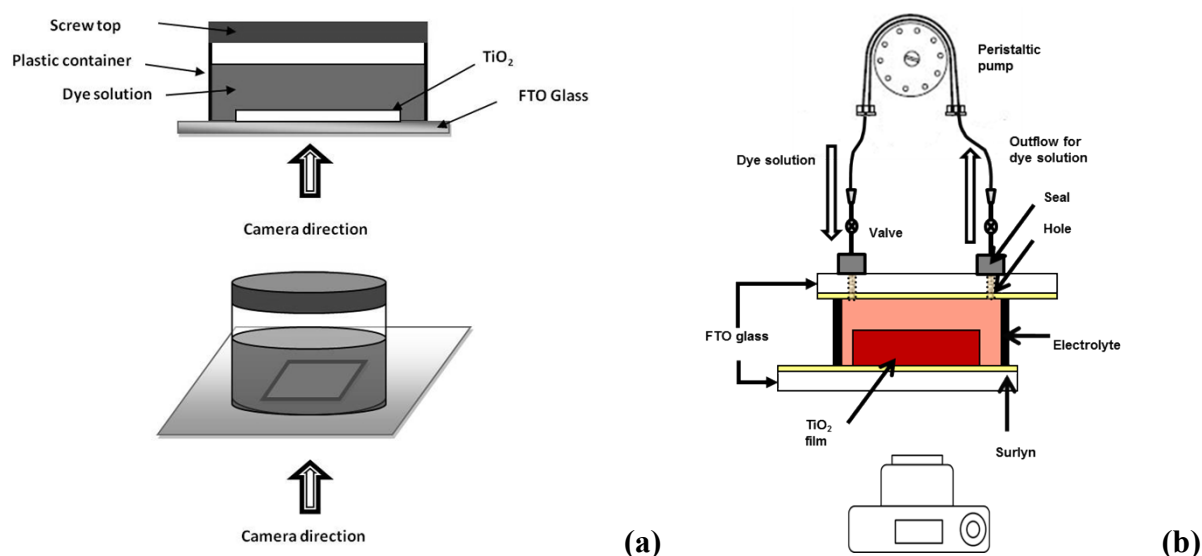 Screw top
Plastic container
Dye solution
TiO₂
FTO Glass
Camera direction
Camera direction
(a)
Peristaltic
pump
Dye solution
Outflow for
dye solution
Valve
Seal
Hole
FTO glass
Electrolyte
TiO₂
film
Surlyn
(b)